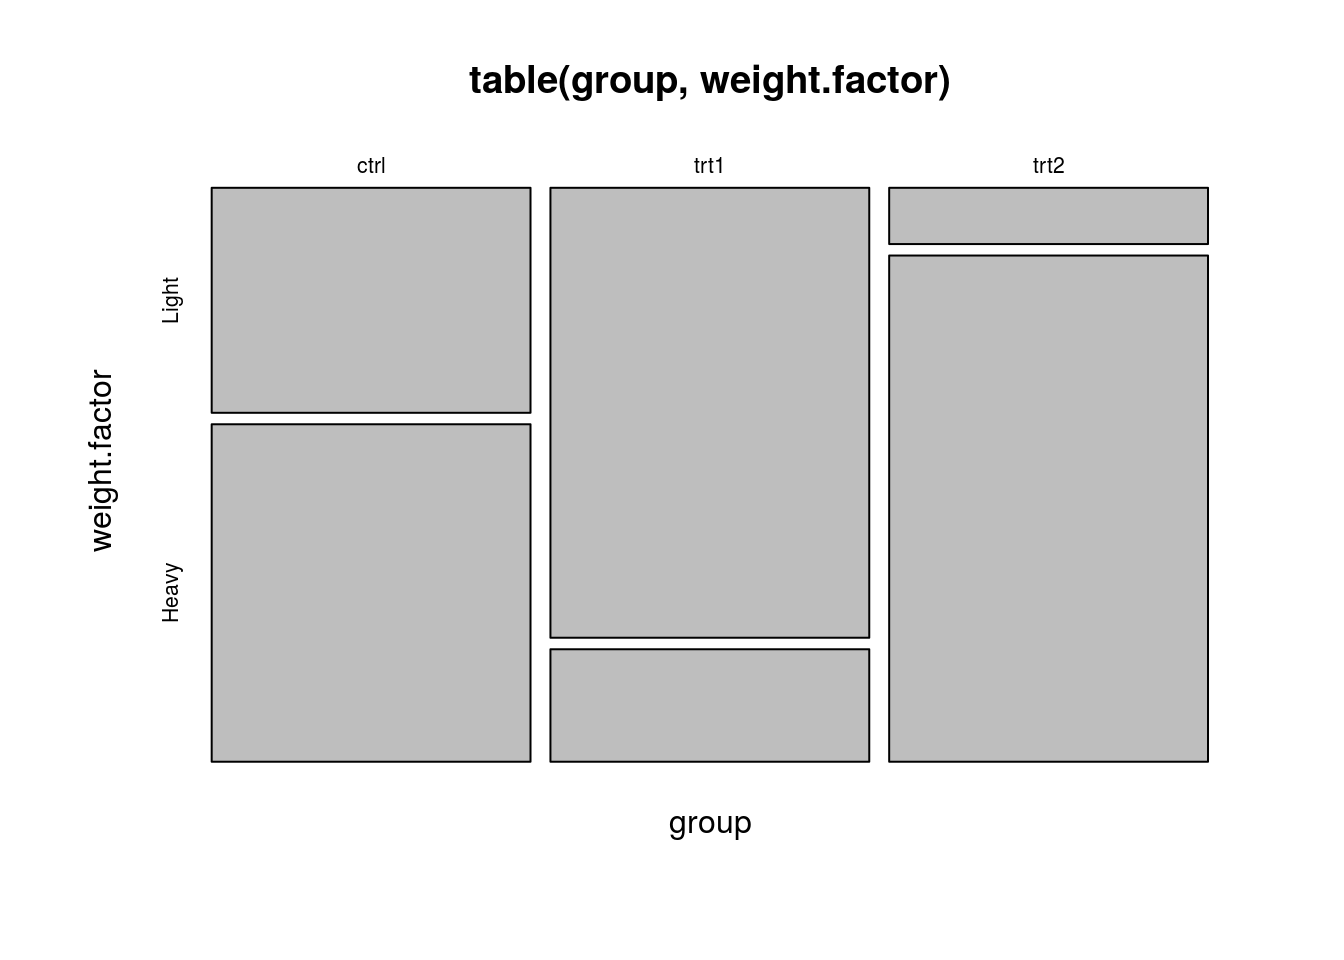 table(group, weight.factor)
ctrl trt1 trt2
Light
Heavy
weight.factor
group